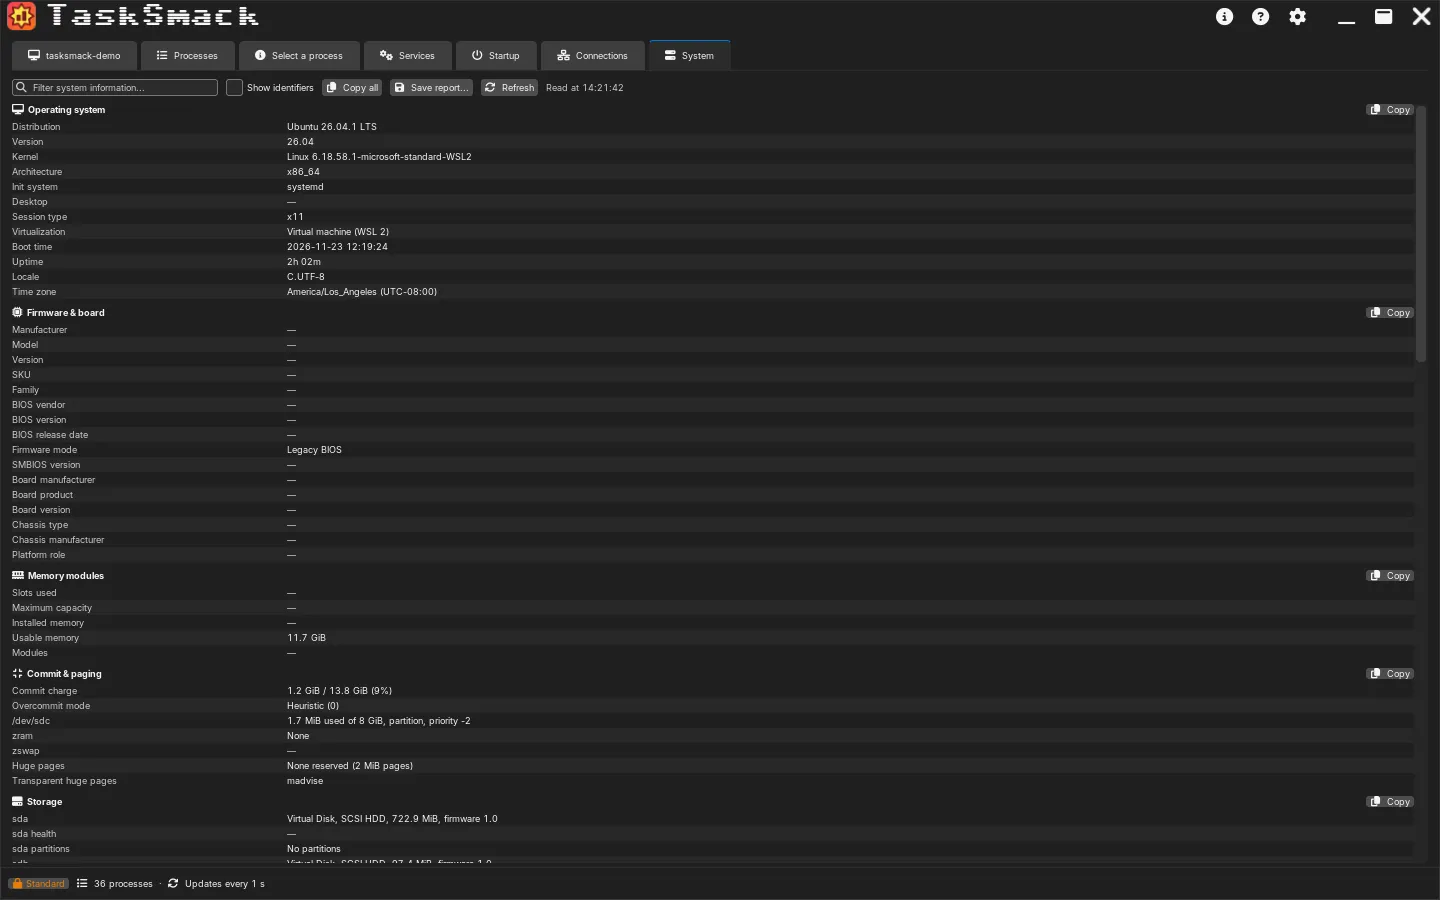 TaskSmack
tasksmack-demo Processes Select a process Services Startup Connections System
Filter system information... Show identifiers Copy all Save report... Refresh Read at 14:21:42
Operating system Copy
Distribution Ubuntu 26.04.1 LTS
Version 26.04
Kernel Linux 6.18.58.1-microsoft-standard-WSL2
Architecture x86_64
Init system systemd
Desktop —
Session type x11
Virtualization Virtual machine (WSL 2)
Boot time 2026-11-23 12:19:24
Uptime 2h 02m
Locale C.UTF-8
Time zone America/Los_Angeles (UTC-08:00)
Firmware & board Copy
Manufacturer —
Model —
Version —
SKU —
Family —
BIOS vendor —
BIOS version —
BIOS release date —
Firmware mode Legacy BIOS
SMBIOS version —
Board manufacturer —
Board product —
Board version —
Chassis type —
Chassis manufacturer —
Platform role —
Memory modules Copy
Slots used —
Maximum capacity —
Installed memory —
Usable memory 11.7 GiB
Modules —
Commit & paging Copy
Commit charge 1.2 GiB / 13.8 GiB (9%)
Overcommit mode Heuristic (0)
/dev/sdc 1.7 MiB used of 8 GiB, partition, priority -2
zram None
zswap —
Huge pages None reserved (2 MiB pages)
Transparent huge pages madvise
Storage Copy
sda Virtual Disk, SCSI HDD, 722.9 MiB, firmware 1.0
sda health —
sda partitions No partitions
Virtual Disk, SCSI HDD, firmware 1.0
Standard 36 processes · Updates every 1 s